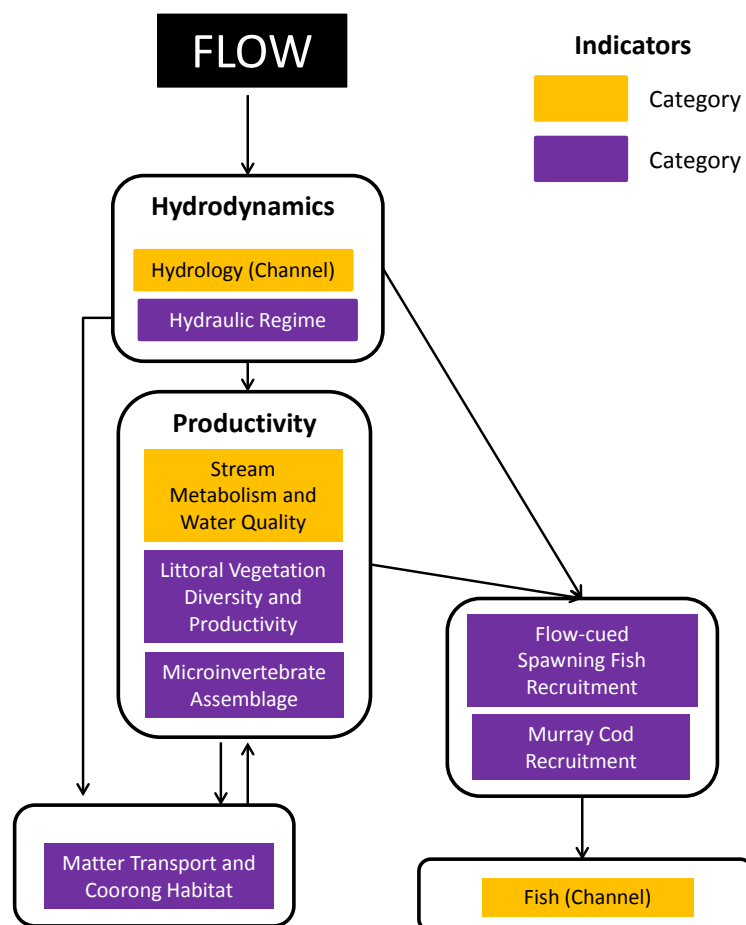 FLOW
Indicators
Category
Category
Hydrodynamics
Hydrology (Channel)
Hydraulic Regime
Productivity
Stream
Metabolism and
Water Quality
Littoral Vegetation
Diversity and
Productivity
Microinvertebrate
Assemblage
Flow-cued
Spawning Fish
Recruitment
Murray Cod
Recruitment
Matter Transport and
Coorong Habitat
Fish (Channel)